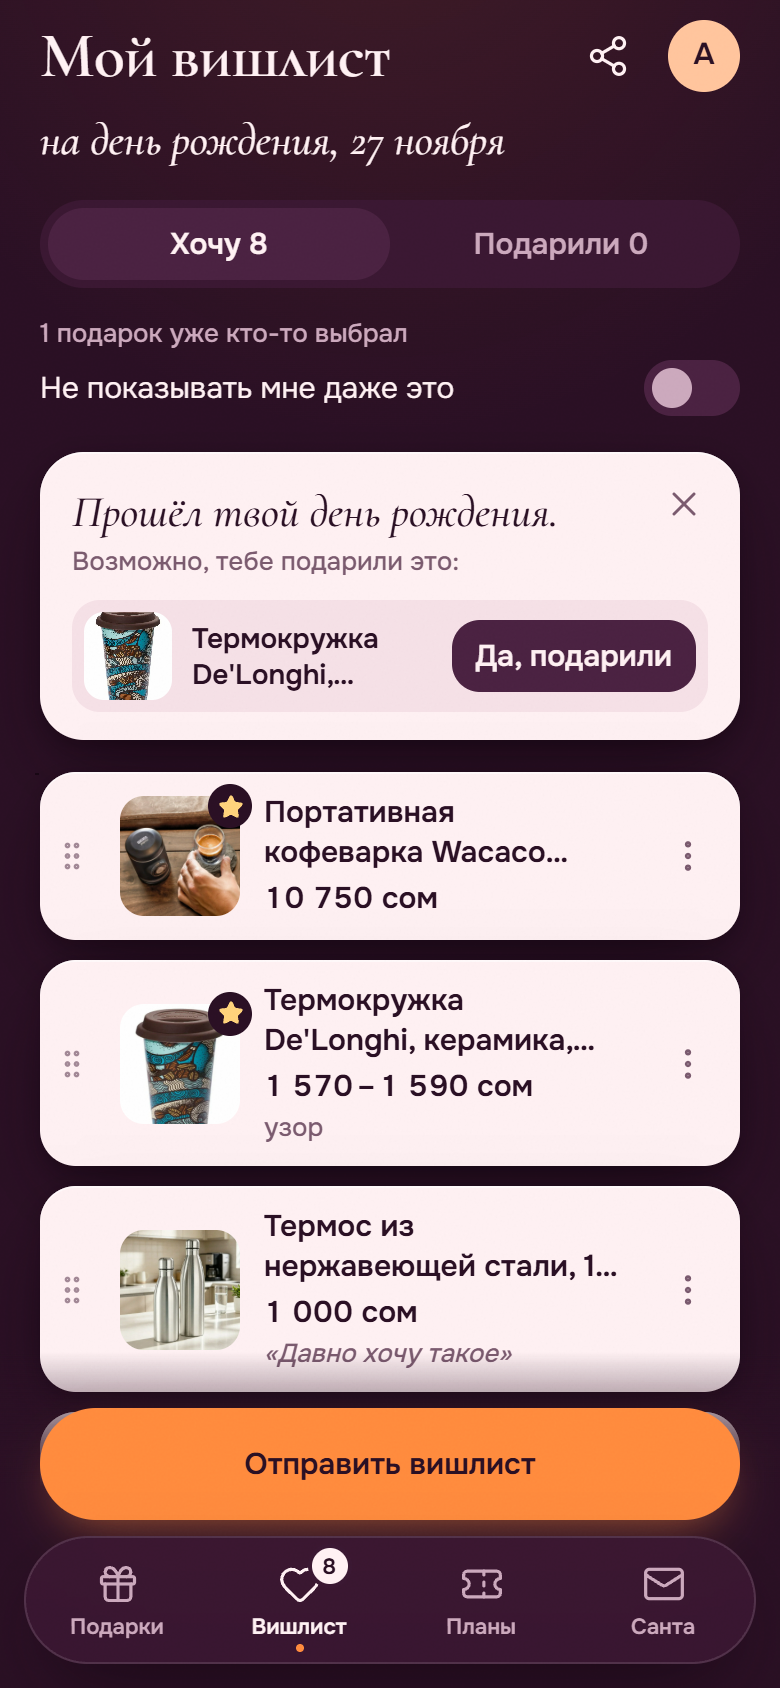 Мой вишлист
А
на день рождения, 27 ноября
Хочу 8
Подарили 0
1 подарок уже кто-то выбрал
Не показывать мне даже это
Прошёл твой день рождения.
Возможно, тебе подарили это:
Термокружка
De'Longhi,...
Да, подарили
Портативная
кофеварка Wacaco...
10 750 сом
Термокружка
De'Longhi, керамика,...
1 570 – 1 590 сом
узор
Термос из
нержавеющей стали, 1...
1 000 сом
«Давно хочу такое»
Отправить вишлист
8
Подарки
Вишлист
Планы
Санта